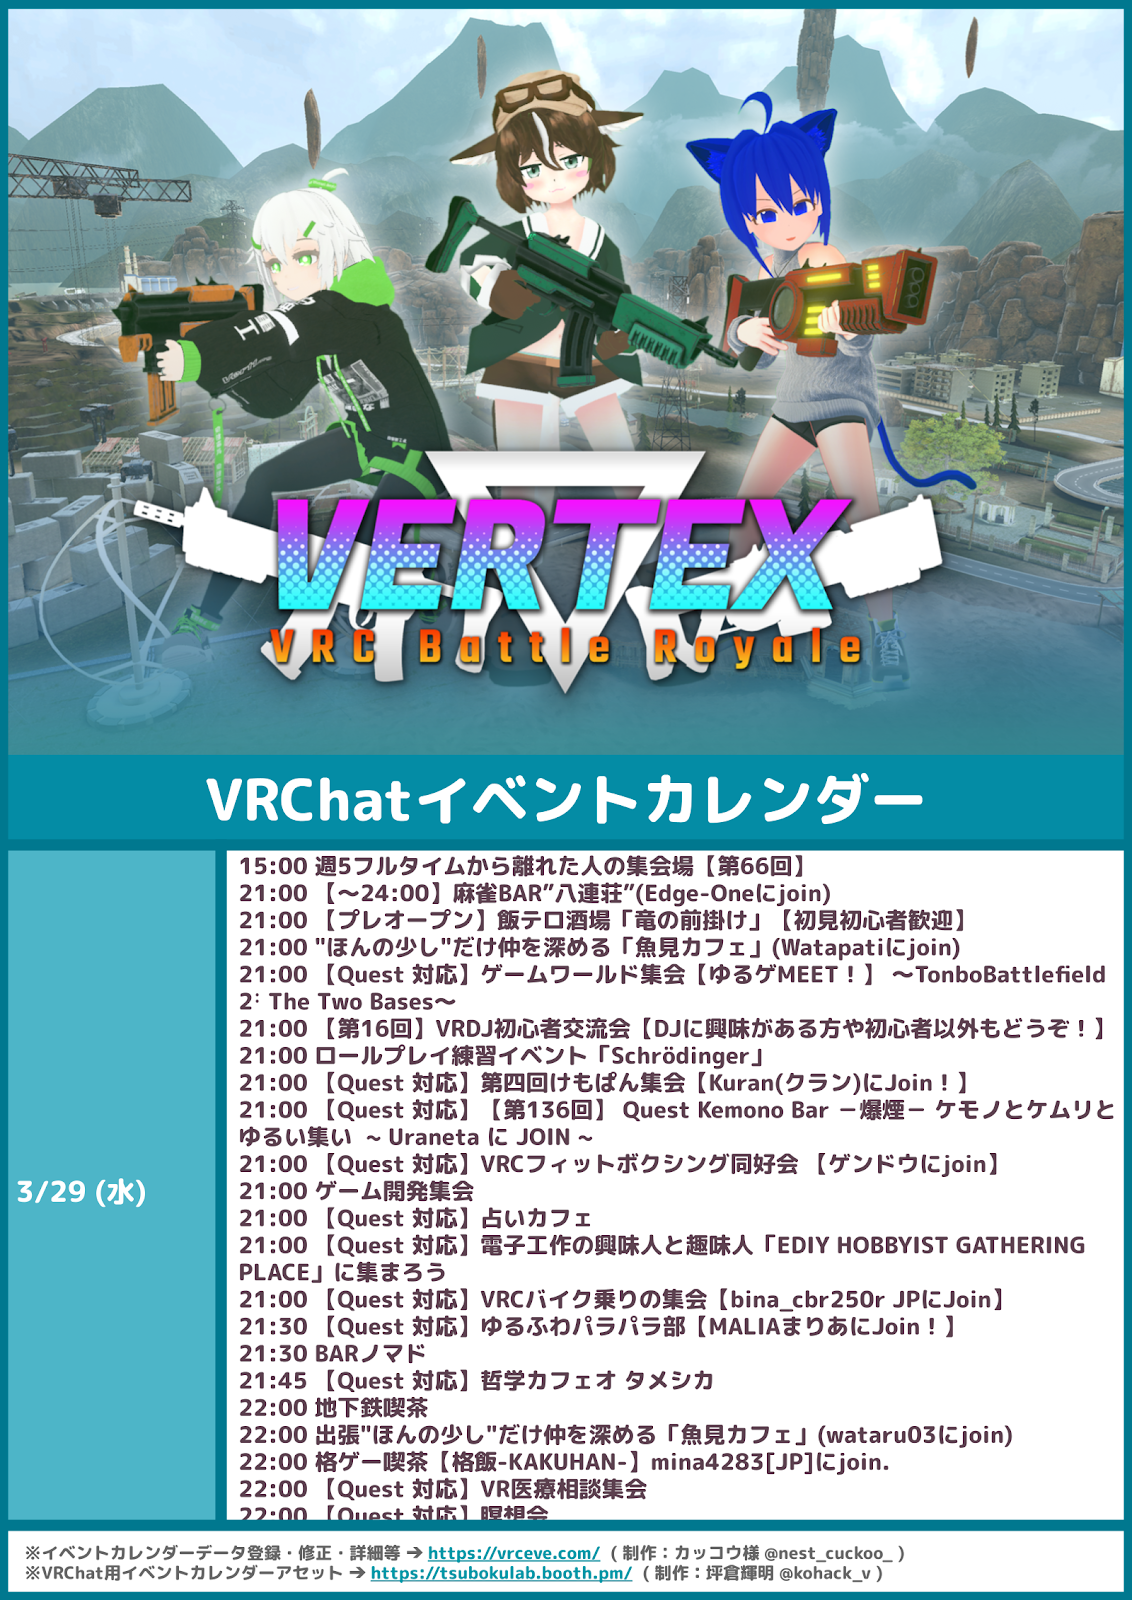 VERTEX
VRC Battle Royale
VRChatイベントカレンダー
3/29 (水)
15:00 週5フルタイムから離れた人の集会場【第66回】
21:00 【～24:00】麻雀BAR”八連荘”(Edge-Oneにjoin)
21:00 【プレオープン】飯テロ酒場「竜の前掛け」【初見初心者歓迎】
21:00 "ほんの少し"だけ仲を深める「魚見カフェ」(Watapatiにjoin)
21:00 【Quest 対応】ゲームワールド集会【ゆるゲMEET！】 ～TonboBattlefield
2: The Two Bases～
21:00 【第16回】VRDJ初心者交流会【DJに興味がある方や初心者以外もどうぞ！】
21:00 ロールプレイ練習イベント「Schrödinger」
21:00 【Quest 対応】第四回けもぱん集会【Kuran(クラン)にJoin！】
21:00 【Quest 対応】【第136回】 Quest Kemono Bar －爆煙－ ケモノとケムリと
ゆるい集い ~ Uraneta に JOIN ~
21:00 【Quest 対応】VRCフィットボクシング同好会 【ゲンドウにjoin】
21:00 ゲーム開発集会
21:00 【Quest 対応】占いカフェ
21:00 【Quest 対応】電子工作の興味人と趣味人「EDIY HOBBYIST GATHERING
PLACE」に集まろう
21:00 【Quest 対応】VRCバイク乗りの集会【bina_cbr250r JPにJoin】
21:30 【Quest 対応】ゆるふわパラパラ部【MALIAまりあにJoin！】
21:30 BARノマド
21:45 【Quest 対応】哲学カフェオ タメシカ
22:00 地下鉄喫茶
22:00 出張"ほんの少し"だけ仲を深める「魚見カフェ」(wataru03にjoin)
22:00 格ゲー喫茶【格飯-KAKUHAN-】mina4283[JP]にjoin.
22:00 【Quest 対応】VR医療相談集会
22:00 【Quest 対応】瞑想会
※イベントカレンダーデータ登録・修正・詳細等 → https://vrceve.com/ ( 制作：カッコウ様 @nest_cuckoo_ )
※VRChat用イベントカレンダーアセット → https://tsubokulab.booth.pm/ ( 制作：坪倉輝明 @kohack_v )